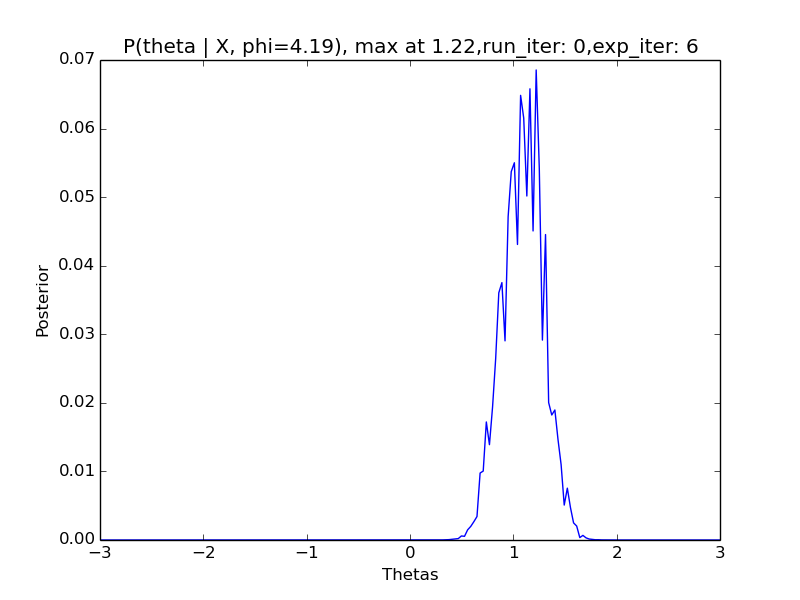 P(theta | X, phi=4.19), max at 1.22,run_iter: 0,exp_iter: 6
0.07
0.06
0.05
0.04
0.03
0.02
0.01
0.00
Posterior
−3 −2 −1 0 1 2 3
Thetas